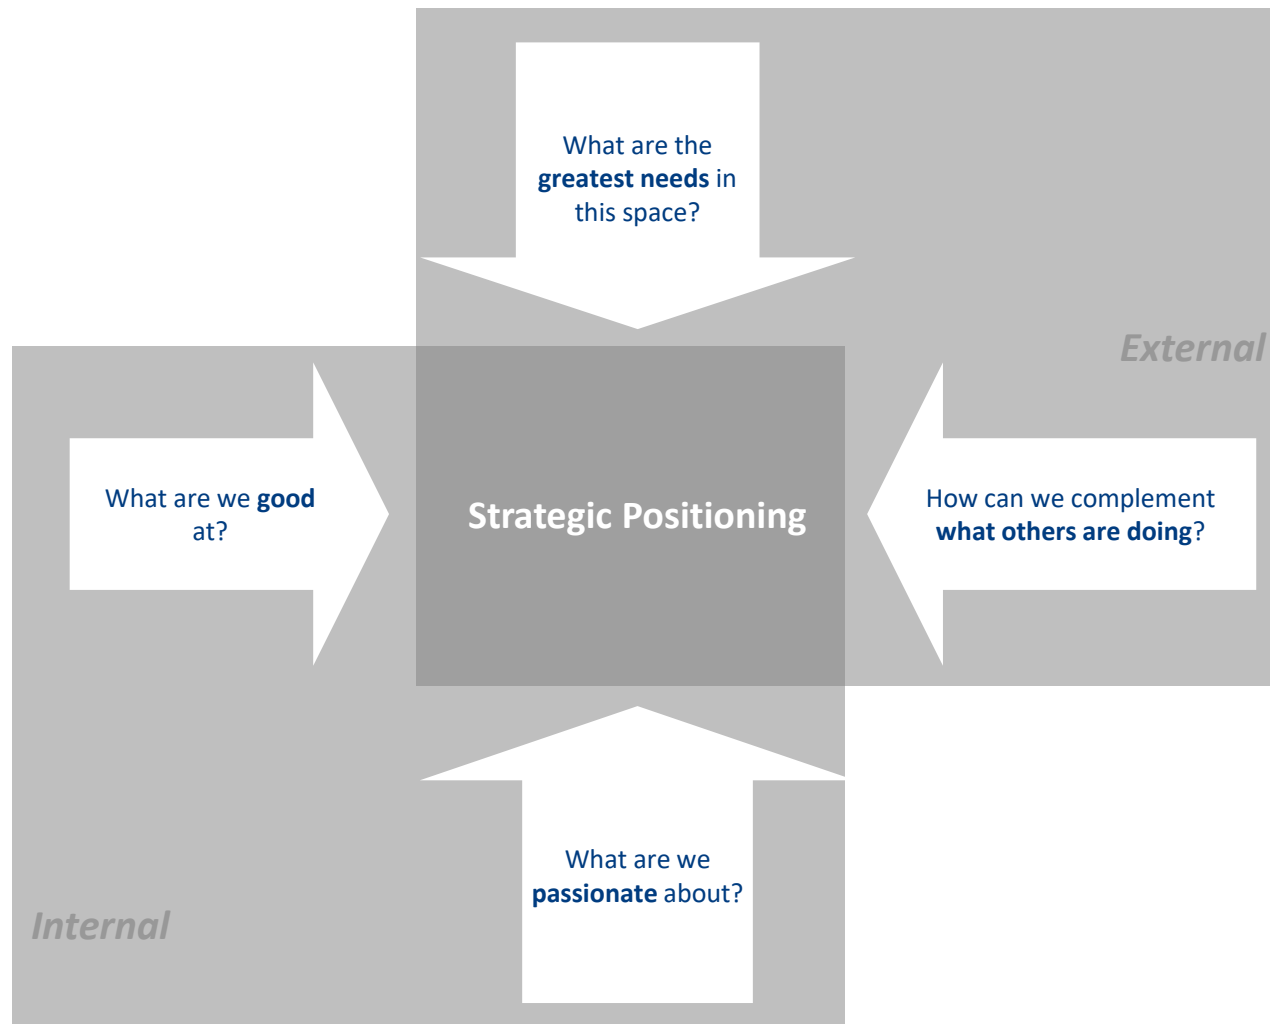 What are the
greatest needs in
this space?
External
What are we good
at?
Strategic Positioning
How can we complement
what others are doing?
What are we
passionate about?
Internal